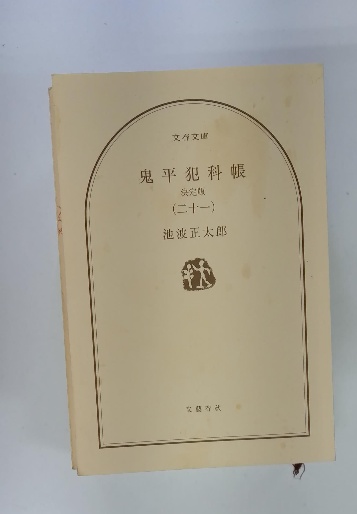 文春文庫
鬼平犯科帳
決定版
(二十一)
池波正太郎
文藝春秋